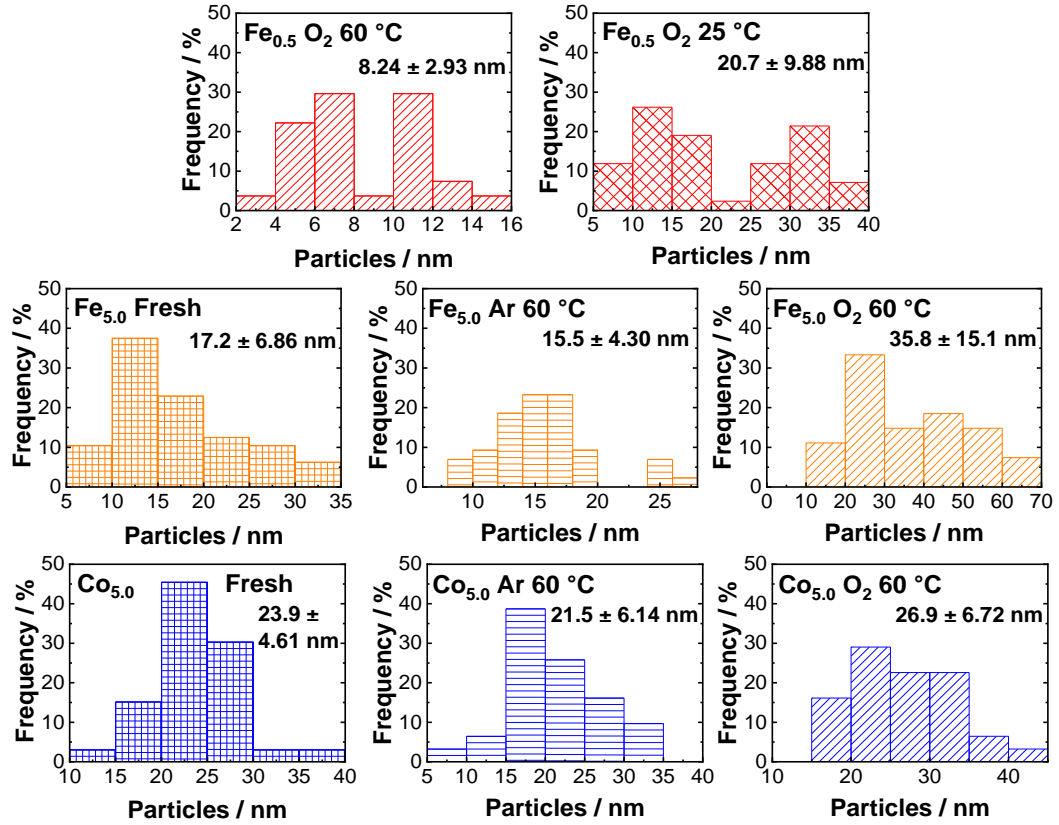 Fe0.5 O2 60 °C
8.24 ± 2.93 nm
Frequency / %
50
40
30
20
10
0
2 4 6 8 10 12 14 16
Particles / nm
Fe0.5 O2 25 °C
20.7 ± 9.88 nm
Frequency / %
50
40
30
20
10
0
5 10 15 20 25 30 35 40
Particles / nm
Fe5.0 Fresh
17.2 ± 6.86 nm
Frequency / %
50
40
30
20
10
0
5 10 15 20 25 30 35
Particles / nm
Fe5.0 Ar 60 °C
15.5 ± 4.30 nm
Frequency / %
50
40
30
20
10
0
10 15 20 25
Particles / nm
Fe5.0 O2 60 °C
35.8 ± 15.1 nm
Frequency / %
50
40
30
20
10
0
0 10 20 30 40 50 60 70
Particles / nm
Co5.0 Fresh
23.9 ±
4.61 nm
Frequency / %
50
40
30
20
10
0
10 15 20 25 30 35 40
Particles / nm
Co5.0 Ar 60 °C
21.5 ± 6.14 nm
Frequency / %
50
40
30
20
10
0
5 10 15 20 25 30 35 40
Particles / nm
Co5.0 O2 60 °C
26.9 ± 6.72 nm
Frequency / %
50
40
30
20
10
0
10 20 30 40
Particles / nm